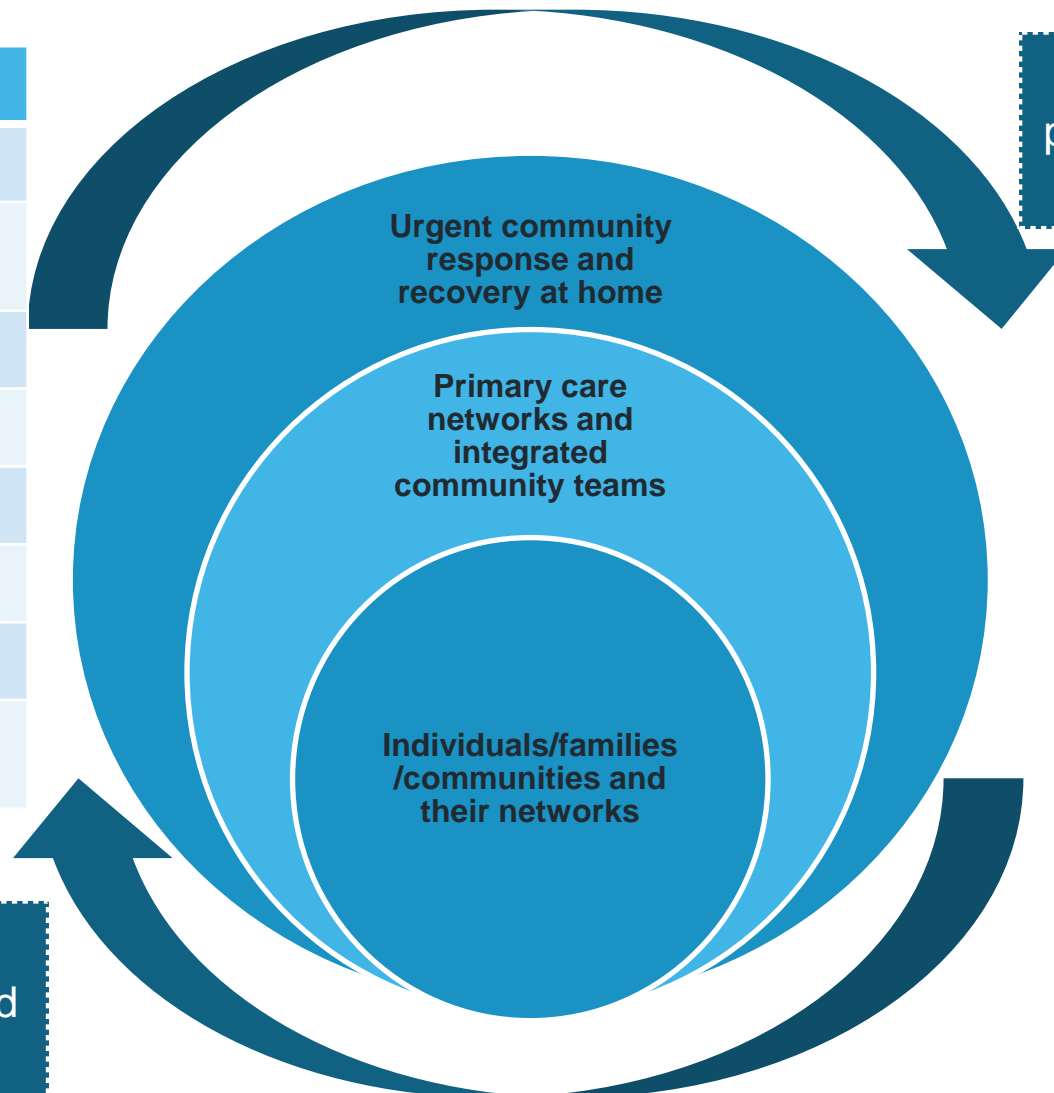 p
Urgent community
response and
recovery at home
Primary care
networks and
integrated
community teams
Individuals/families
/communities and
their networks
d